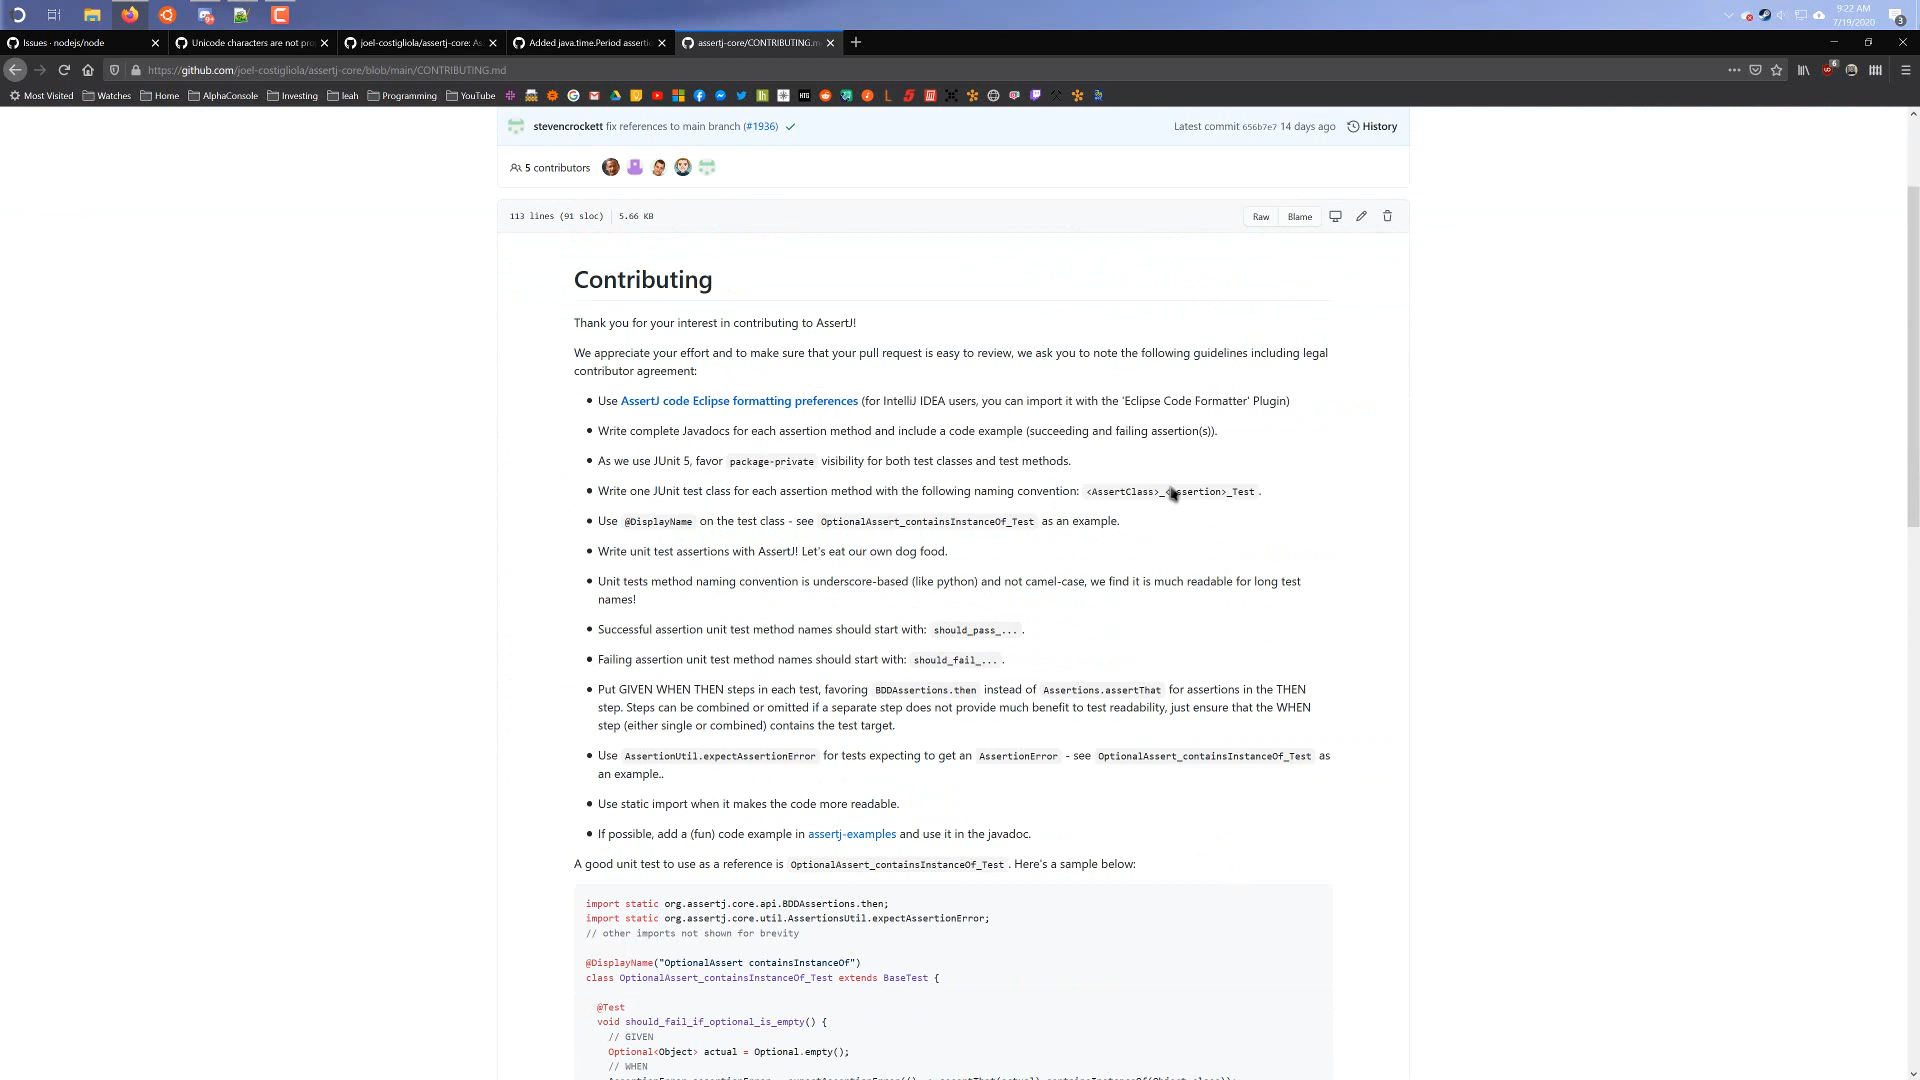 9:22 AM
7/19/2020
3
Issues · nodejs/node
Unicode characters are not pro
joel-costigliola/assertj-core: As
Added java.time.Period asserti
assertj-core/CONTRIBUTING.m
https://github.com/joel-costigliola/assertj-core/blob/main/CONTRIBUTING.md
6
Most Visited Watches Home AlphaConsole Investing leah Programming YouTube
stevencrockett fix references to main branch (#1936)
Latest commit 656b7e7 14 days ago History
5 contributors
113 lines (91 sloc) 5.66 KB
Raw Blame
Contributing
Thank you for your interest in contributing to AssertJ!
We appreciate your effort and to make sure that your pull request is easy to review, we ask you to note the following guidelines including legal
contributor agreement:
• Use AssertJ code Eclipse formatting preferences (for IntelliJ IDEA users, you can import it with the 'Eclipse Code Formatter' Plugin)
• Write complete Javadocs for each assertion method and include a code example (succeeding and failing assertion(s)).
• As we use JUnit 5, favor package-private visibility for both test classes and test methods.
• Write one JUnit test class for each assertion method with the following naming convention: <AssertClass>_<Assertion>_Test .
• Use @DisplayName on the test class - see OptionalAssert_containsInstanceOf_Test as an example.
• Write unit test assertions with AssertJ! Let's eat our own dog food.
• Unit tests method naming convention is underscore-based (like python) and not camel-case, we find it is much readable for long test
names!
• Successful assertion unit test method names should start with: should_pass_... .
• Failing assertion unit test method names should start with: should_fail_... .
• Put GIVEN WHEN THEN steps in each test, favoring BDDAssertions.then instead of Assertions.assertThat for assertions in the THEN
step. Steps can be combined or omitted if a separate step does not provide much benefit to test readability, just ensure that the WHEN
step (either single or combined) contains the test target.
• Use AssertionUtil.expectAssertionError for tests expecting to get an AssertionError - see OptionalAssert_containsInstanceOf_Test as
an example..
• Use static import when it makes the code more readable.
• If possible, add a (fun) code example in assertj-examples and use it in the javadoc.
A good unit test to use as a reference is OptionalAssert_containsInstanceOf_Test . Here's a sample below:
import static org.assertj.core.api.BDDAssertions.then;
import static org.assertj.core.util.AssertionsUtil.expectAssertionError;
// other imports not shown for brevity
@DisplayName("OptionalAssert containsInstanceOf")
class OptionalAssert_containsInstanceOf_Test extends BaseTest {
@Test
void should_fail_if_optional_is_empty() {
// GIVEN
Optional<Object> actual = Optional.empty();
// WHEN